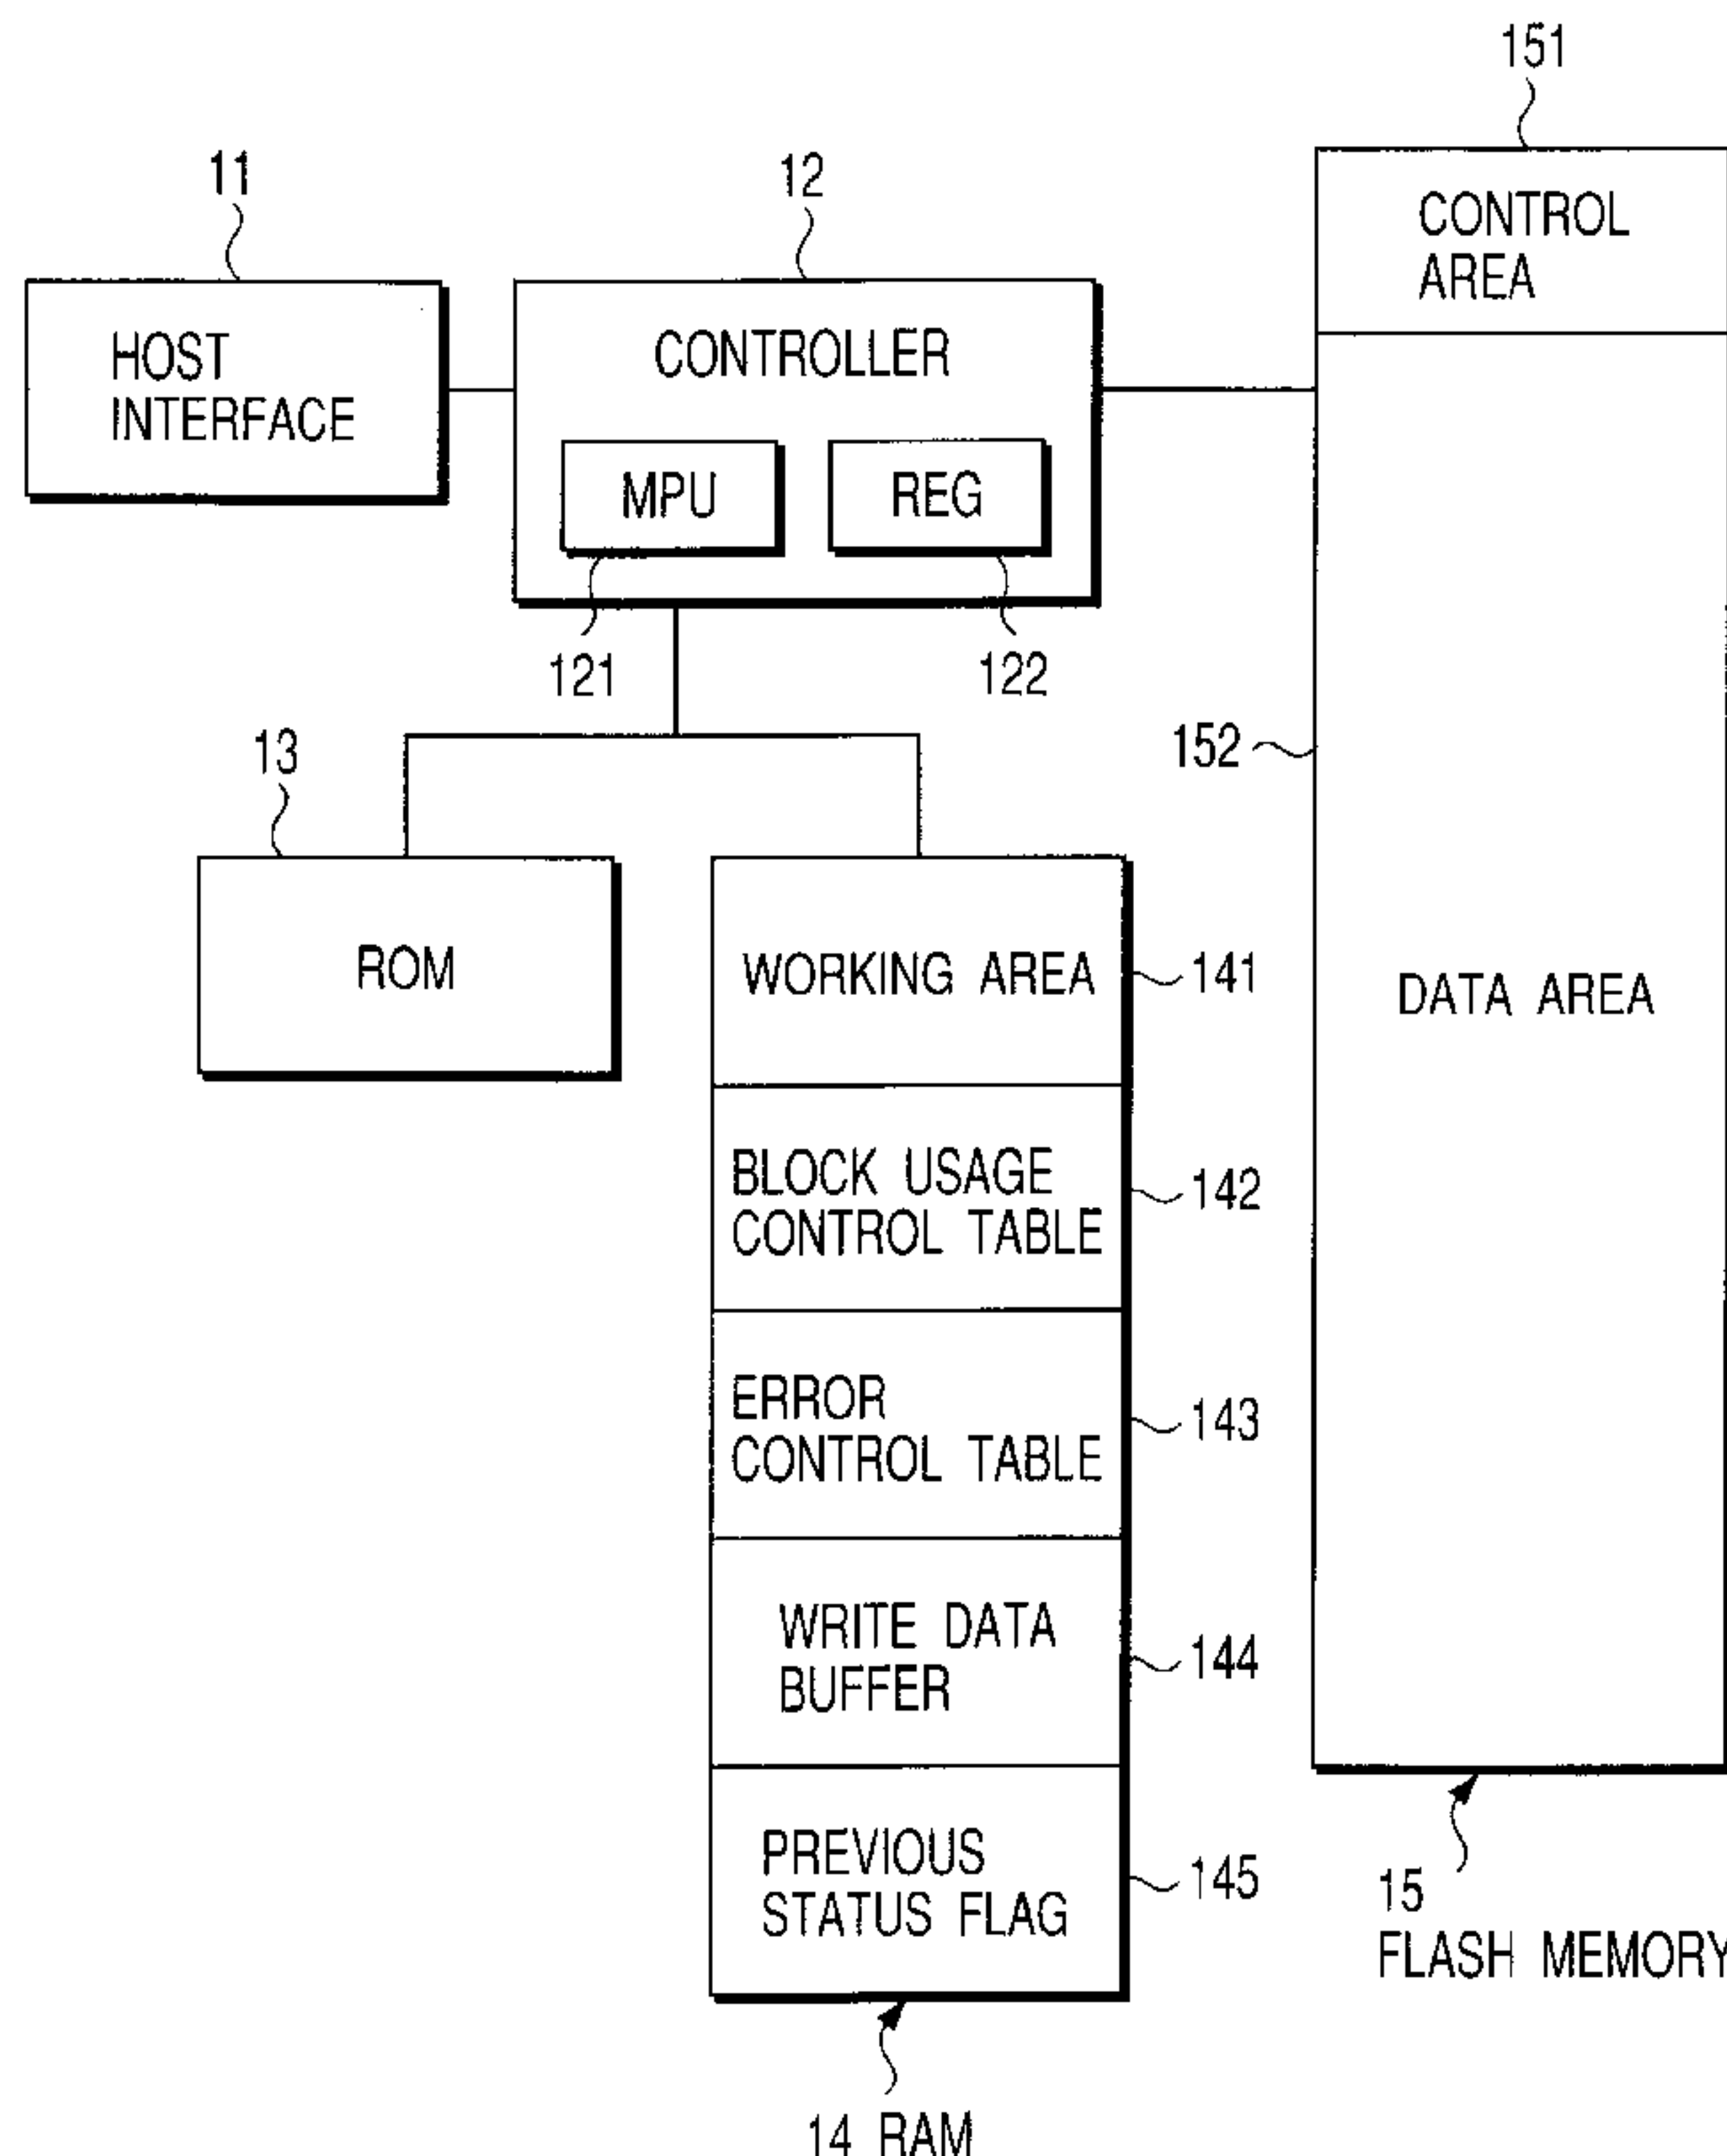 151
CONTROL
AREA
11
12
HOST
INTERFACE
CONTROLLER
MPU
REG
121
122
152
13
ROM
WORKING AREA
141
DATA AREA
BLOCK USAGE
CONTROL TABLE
142
ERROR
CONTROL TABLE
143
WRITE DATA
BUFFER
144
PREVIOUS
STATUS FLAG
145
15
FLASH MEMORY
14 RAM